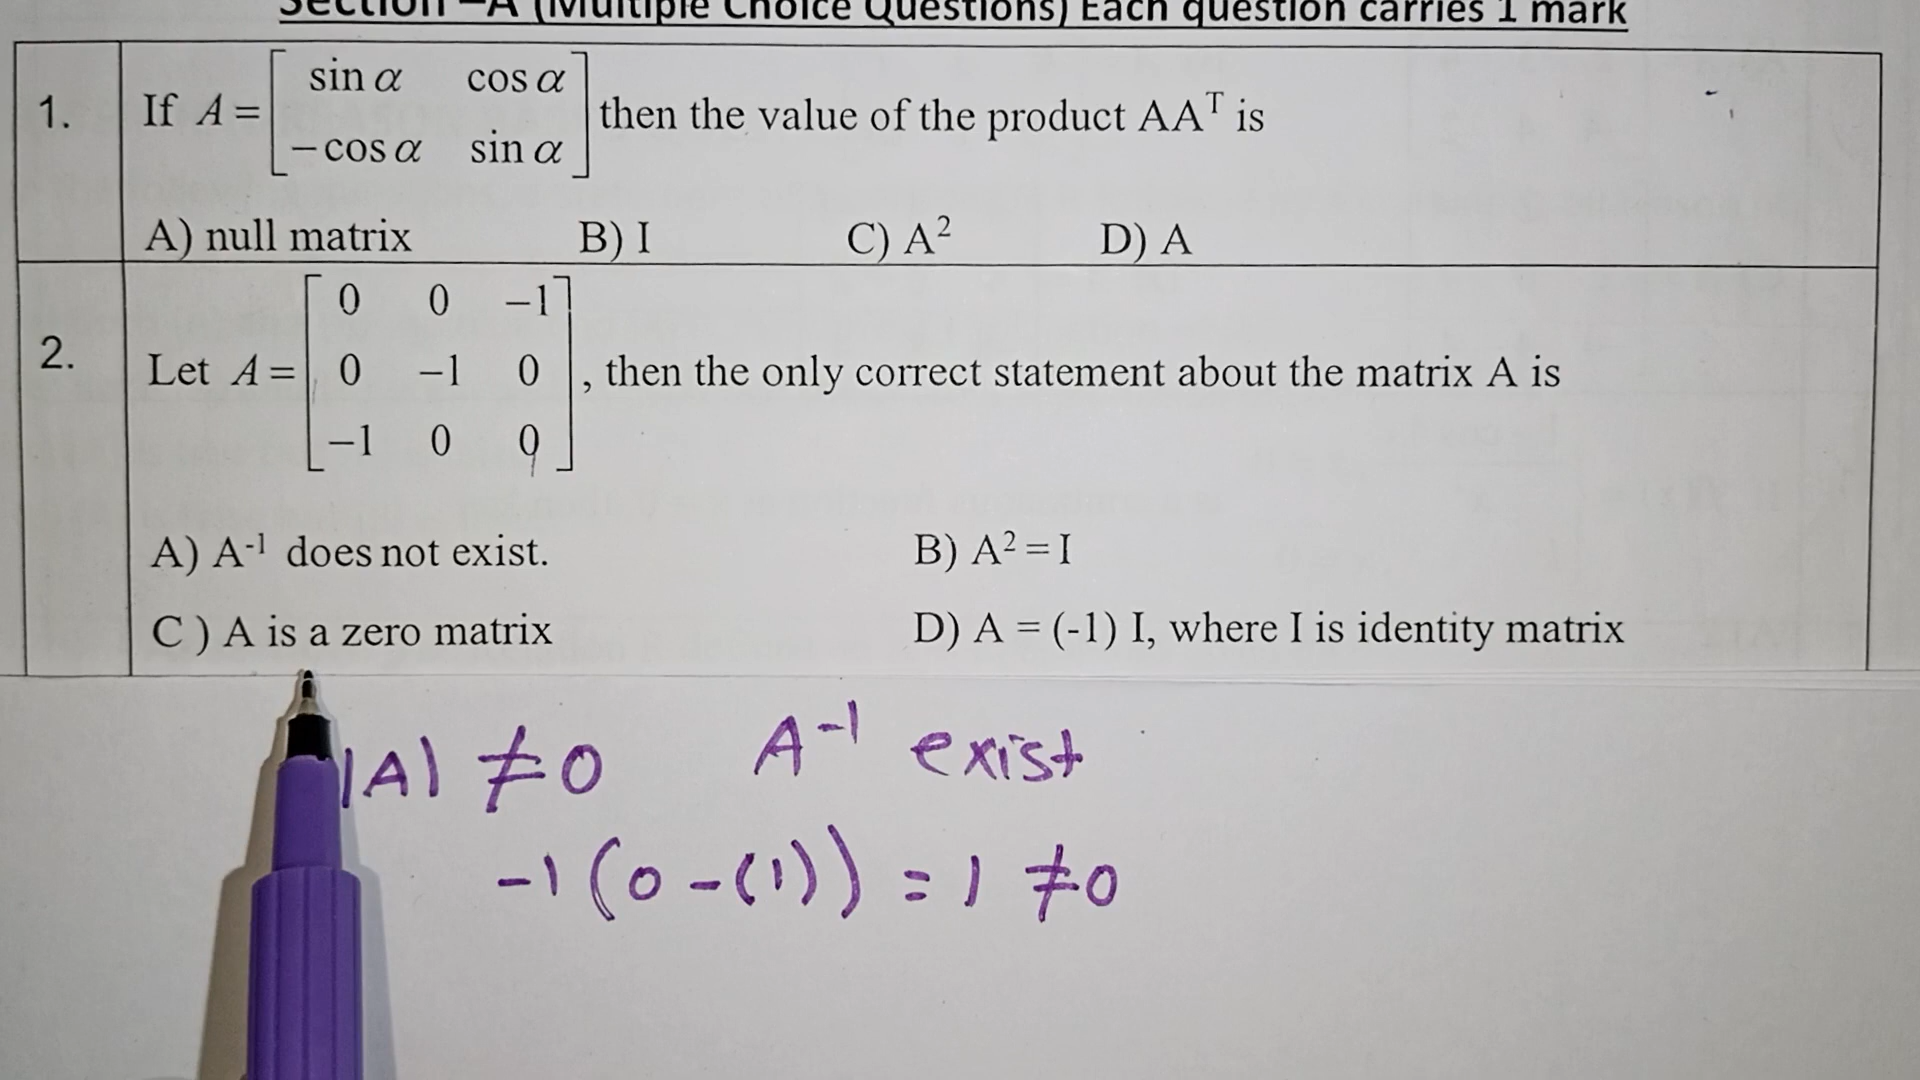 Section -A (Multiple Choice Questions) Each question carries 1 mark
1. If A = [ sin α cos α
-cos α sin α ] then the value of the product AAᵀ is
A) null matrix B) I C) A² D) A
2. Let A = [ 0 0 -1
0 -1 0
-1 0 0 ] , then the only correct statement about the matrix A is
A) A⁻¹ does not exist. B) A² = I
C ) A is a zero matrix D) A = (-1) I, where I is identity matrix
|A| ≠ 0 A⁻¹ exist
-1 (0 - (1)) = 1 ≠ 0